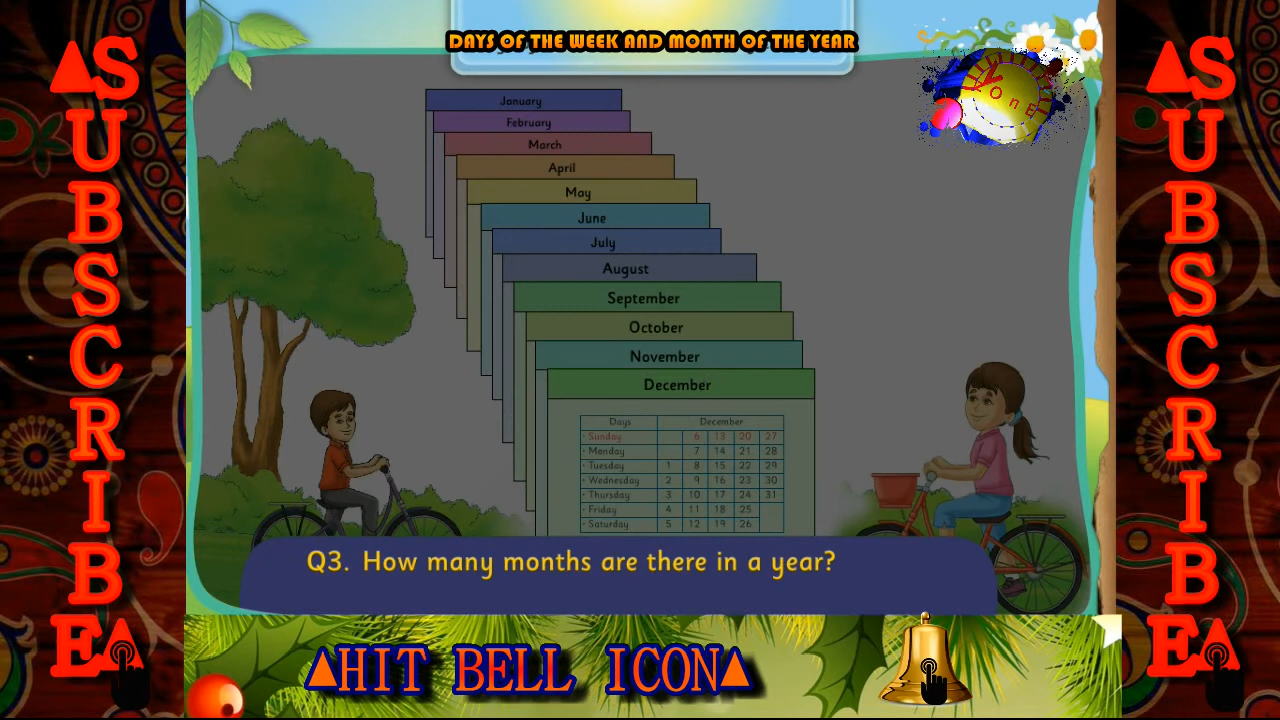 DAYS OF THE WEEK AND MONTH OF THE YEAR
▲SUBSCRIBE▲
January
February
March
April
May
June
July
August
September
October
November
December
Days December
· Sunday 6 13 20 27
· Monday 7 14 21 28
· Tuesday 1 8 15 22 29
· Wednesday 2 9 16 23 30
· Thursday 3 10 17 24 31
· Friday 4 11 18 25
· Saturday 5 12 19 26
Q3. How many months are there in a year?
▲HIT BELL ICON▲
▲SUBSCRIBE▲